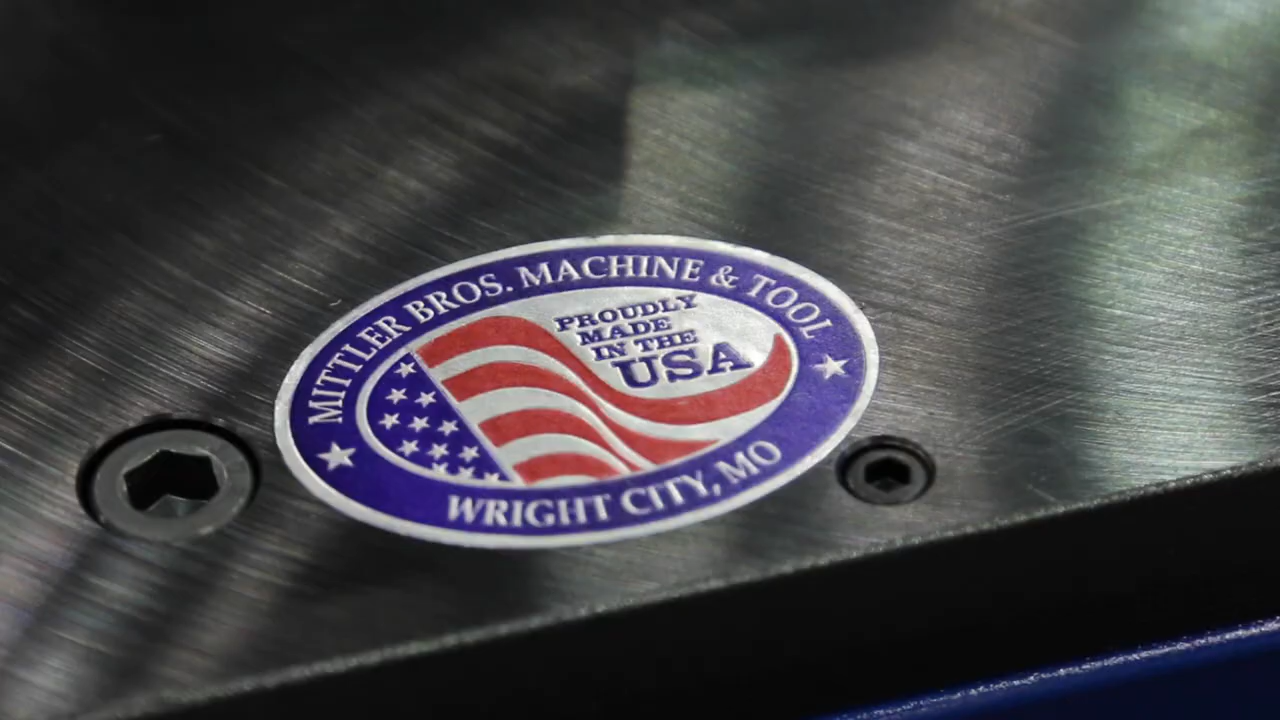 MITTLER BROS. MACHINE & TOOL
PROUDLY
MADE
IN THE
USA
WRIGHT CITY, MO